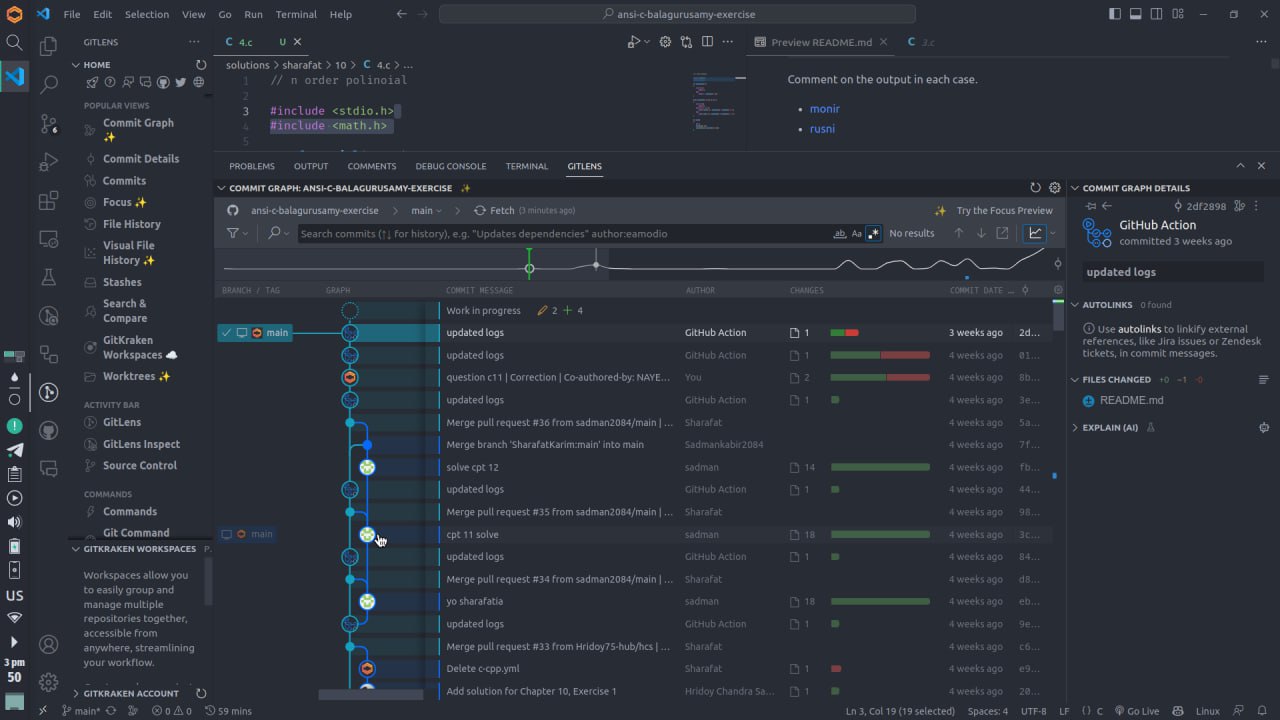 File Edit Selection View Go Run Terminal Help
ansi-c-balagurusamy-exercise
GITLENS
HOME
POPULAR VIEWS
Commit Graph
Commit Details
Commits
Focus
File History
Visual File
History
Stashes
Search &
Compare
GitKraken
Workspaces
Worktrees
ACTIVITY BAR
GitLens
GitLens Inspect
Source Control
COMMANDS
Commands
Git Command
GITKRAKEN WORKSPACES P
Workspaces allow you
to easily group and
manage multiple
repositories together,
accessible from
anywhere, streamlining
your workflow.
GITKRAKEN ACCOUNT
6
US
3 pm
50
C 4.c U
solutions > sharafat > 10 > C 4.c > ...
1 // n order polinoial
2
3 #include <stdio.h>
4 #include <math.h>
5
Preview README.md C 3.c
Comment on the output in each case.
• monir
• rusni
PROBLEMS OUTPUT COMMENTS DEBUG CONSOLE TERMINAL GITLENS
COMMIT GRAPH: ANSI-C-BALAGURUSAMY-EXERCISE
ansi-c-balagurusamy-exercise > main > Fetch (3 minutes ago) Try the Focus Preview
Search commits (↑↓ for history), e.g. "Updates dependencies" author:eamodio ab Aa .* No results
BRANCH / TAG GRAPH COMMIT MESSAGE AUTHOR CHANGES COMMIT DATE ...
Work in progress 2 + 4
main updated logs GitHub Action 1 3 weeks ago 2d...
updated logs GitHub Action 1 4 weeks ago 01...
question c11 | Correction | Co-authored-by: NAYE... You 2 4 weeks ago 8b...
updated logs GitHub Action 1 4 weeks ago 3e...
Merge pull request #36 from sadman2084/main | ... Sharafat 4 weeks ago 5a...
Merge branch 'SharafatKarim:main' into main Sadmankabir2084 4 weeks ago 7f...
solve cpt 12 sadman 14 4 weeks ago fb...
updated logs GitHub Action 1 4 weeks ago 44...
Merge pull request #35 from sadman2084/main | ... Sharafat 4 weeks ago 98...
main cpt 11 solve sadman 18 4 weeks ago 3c...
updated logs GitHub Action 1 4 weeks ago 84...
Merge pull request #34 from sadman2084/main | ... Sharafat 4 weeks ago d8...
yo sharafatia sadman 18 4 weeks ago eb...
updated logs GitHub Action 1 4 weeks ago 9e...
Merge pull request #33 from Hridoy75-hub/hcs | ... Sharafat 4 weeks ago c6...
Delete c-cpp.yml Sharafat 1 4 weeks ago e9...
Add solution for Chapter 10, Exercise 1 Hridoy Chandra Sa... 1 4 weeks ago 20...
COMMIT GRAPH DETAILS
2df2898
GitHub Action
committed 3 weeks ago
updated logs
AUTOLINKS 0 found
Use autolinks to linkify external
references, like Jira issues or Zendesk
tickets, in commit messages.
FILES CHANGED +0 ~1 -0
README.md
EXPLAIN (AI)
main* 0 0 59 mins Ln 3, Col 19 (19 selected) Spaces: 4 UTF-8 LF { } C Go Live Linux